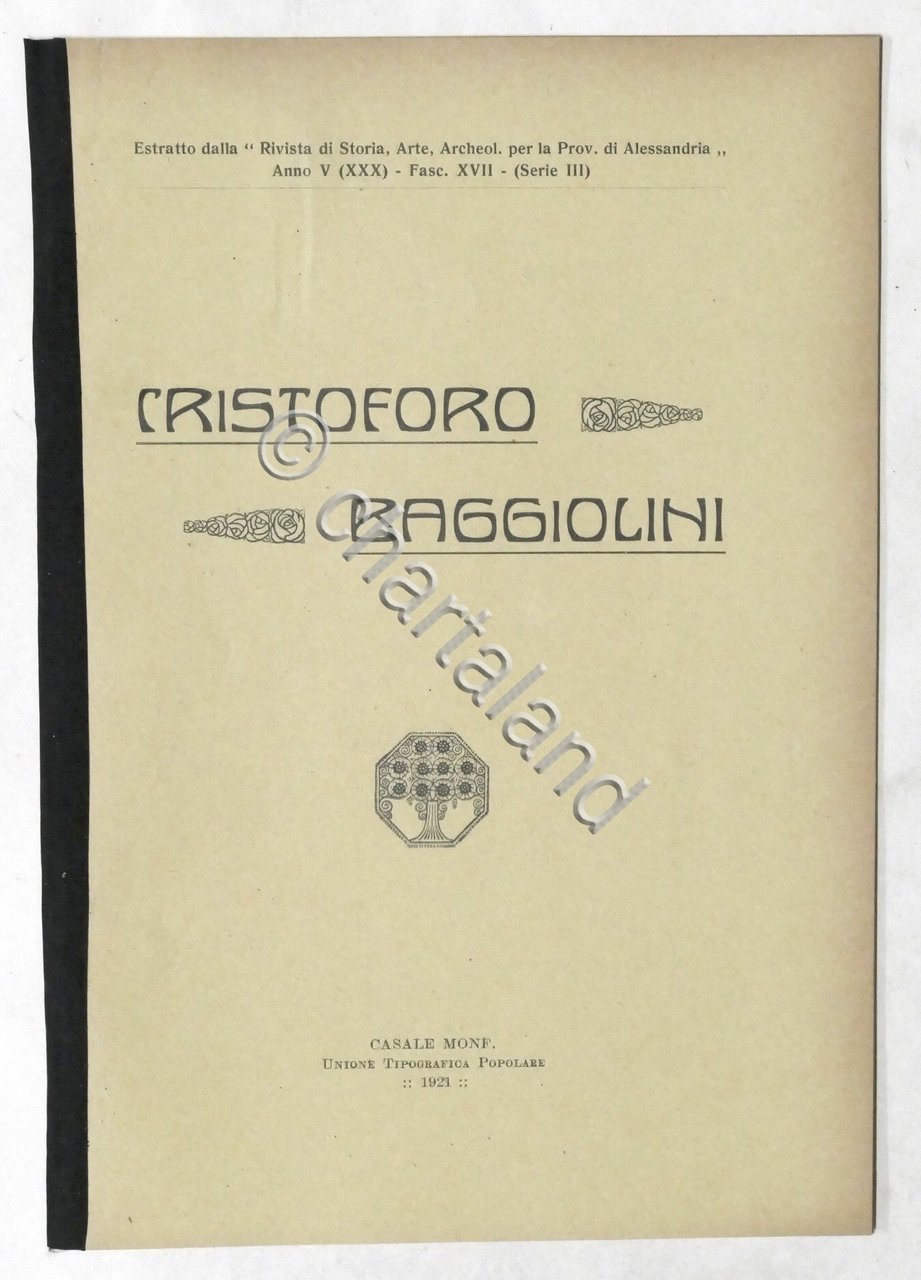 Estratto dalla “ Rivista di Storia, Arte, Archeol. per la Prov. di Alessandria „
Anno V (XXX) - Fasc. XVII - (Serie III)
CRISTOFORO
BAGGIOLINI
© chartaland
CASALE MONF.
UNIONE TIPOGRAFICA POPOLARE
:: 1921 ::